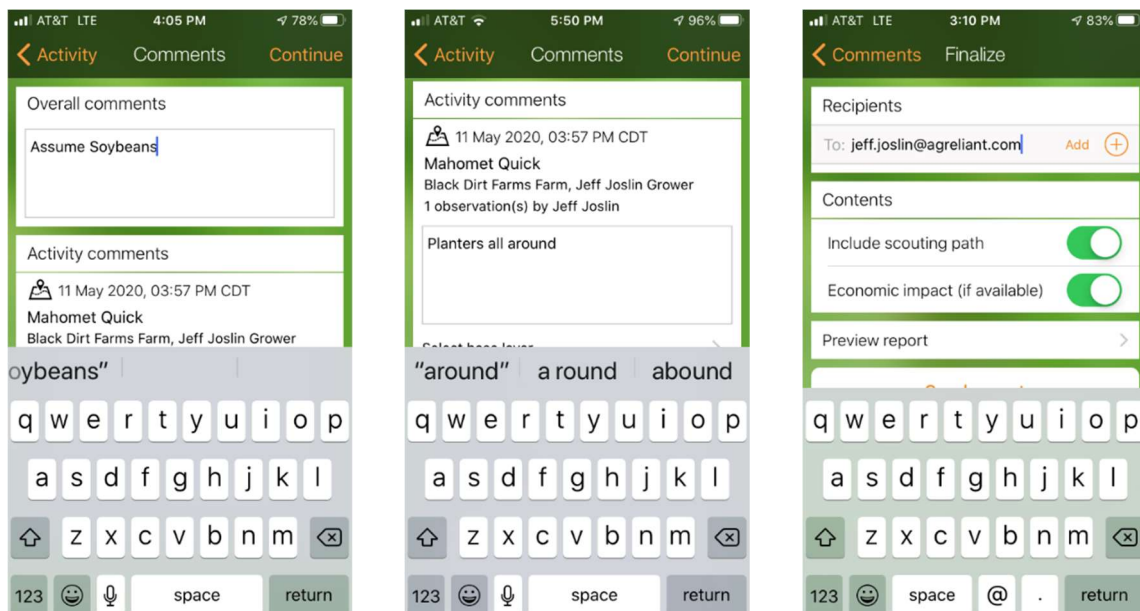 AT&T LTE 4:05 PM 78%
Activity Comments Continue
Overall comments
Assume Soybeans
Activity comments
11 May 2020, 03:57 PM CDT
Mahomet Quick
Black Dirt Farms Farm, Jeff Joslin Grower
oybeans"
q w e r t y u i o p
a s d f g h j k l
z x c v b n m
123 space return
AT&T 5:50 PM 96%
Activity Comments Continue
Activity comments
11 May 2020, 03:57 PM CDT
Mahomet Quick
Black Dirt Farms Farm, Jeff Joslin Grower
1 observation(s) by Jeff Joslin
Planters all around
"around" a round abound
q w e r t y u i o p
a s d f g h j k l
z x c v b n m
123 space return
AT&T LTE 3:10 PM 83%
Comments Finalize
Recipients
To: jeff.joslin@agreliant.com Add
Contents
Include scouting path
Economic impact (if available)
Preview report
q w e r t y u i o p
a s d f g h j k l
z x c v b n m
123 space @ . return